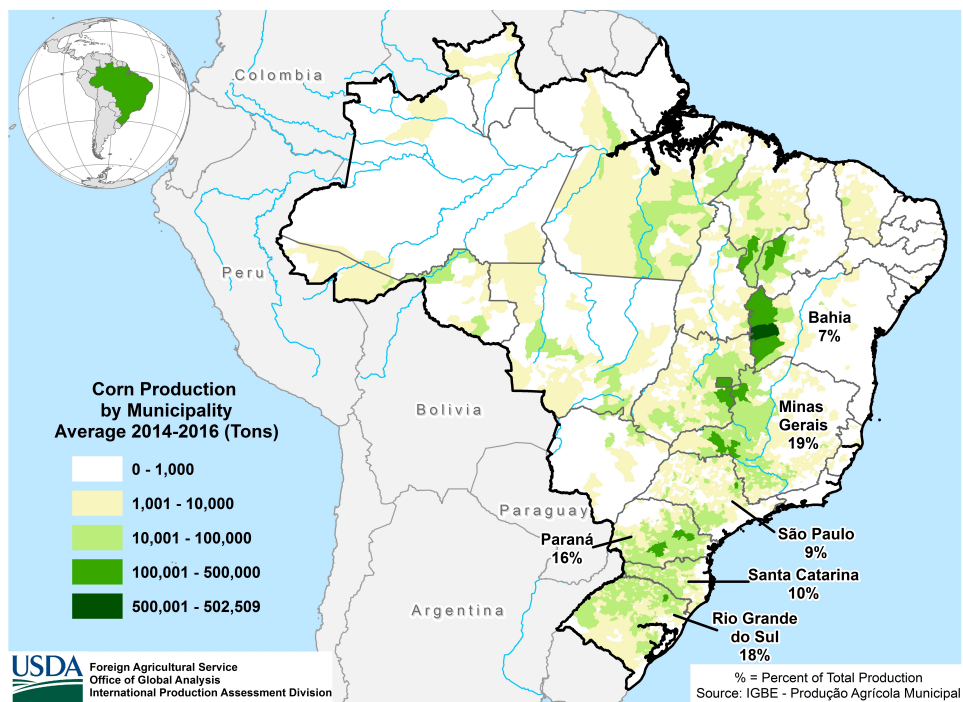 Colombia
Peru
Bolivia
Paraguay
Argentina
Bahia
7%
Minas
Gerais
19%
São Paulo
9%
Paraná
16%
Santa Catarina
10%
Rio Grande
do Sul
18%
Corn Production
by Municipality
Average 2014-2016 (Tons)
0 - 1,000
1,001 - 10,000
10,001 - 100,000
100,001 - 500,000
500,001 - 502,509
USDA
Foreign Agricultural Service
Office of Global Analysis
International Production Assessment Division
% = Percent of Total Production
Source: IGBE - Produção Agrícola Municipal